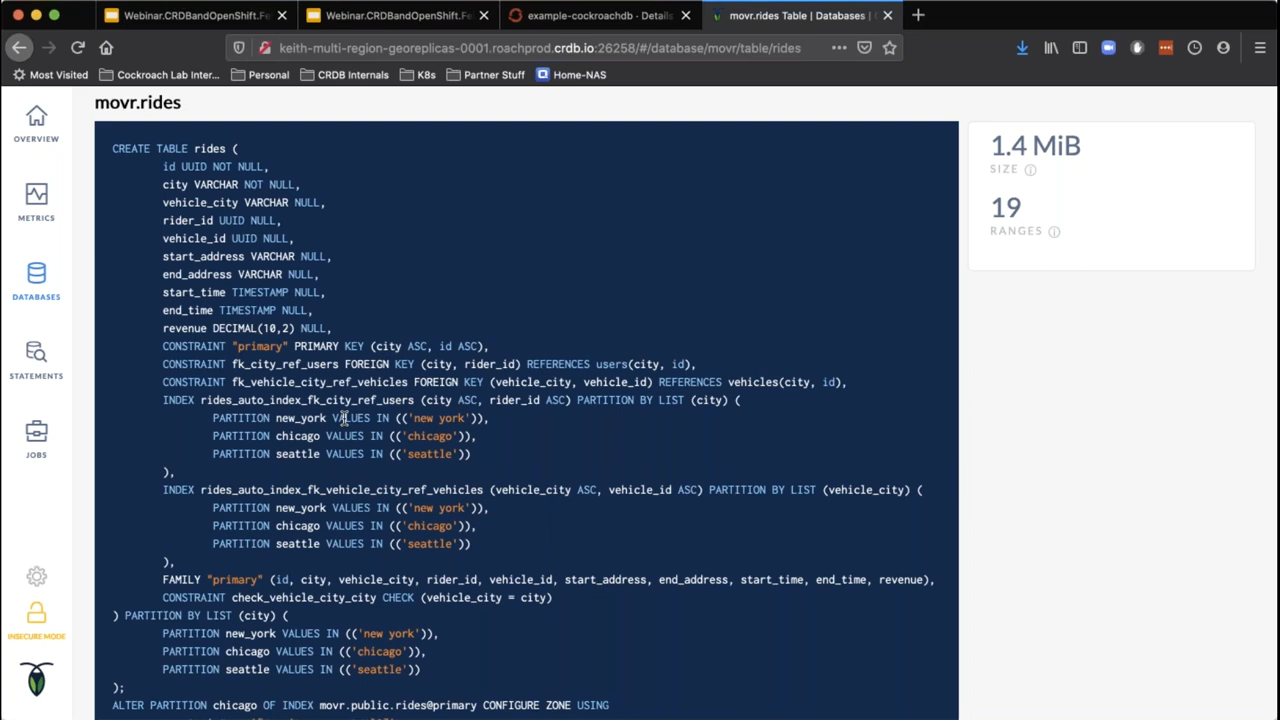 Webinar.CRDBandOpenShift.Fe
Webinar.CRDBandOpenShift.Fe
example-cockroachdb · Details
movr.rides Table | Databases |
keith-multi-region-georeplicas-0001.roachprod.crdb.io:26258/#/database/movr/table/rides
Most Visited
Cockroach Lab Inter...
Personal
CRDB Internals
K8s
Partner Stuff
Home-NAS
OVERVIEW
METRICS
DATABASES
STATEMENTS
JOBS
INSECURE MODE
movr.rides
CREATE TABLE rides (
id UUID NOT NULL,
city VARCHAR NOT NULL,
vehicle_city VARCHAR NULL,
rider_id UUID NULL,
vehicle_id UUID NULL,
start_address VARCHAR NULL,
end_address VARCHAR NULL,
start_time TIMESTAMP NULL,
end_time TIMESTAMP NULL,
revenue DECIMAL(10,2) NULL,
CONSTRAINT "primary" PRIMARY KEY (city ASC, id ASC),
CONSTRAINT fk_city_ref_users FOREIGN KEY (city, rider_id) REFERENCES users(city, id),
CONSTRAINT fk_vehicle_city_ref_vehicles FOREIGN KEY (vehicle_city, vehicle_id) REFERENCES vehicles(city, id),
INDEX rides_auto_index_fk_city_ref_users (city ASC, rider_id ASC) PARTITION BY LIST (city) (
PARTITION new_york VALUES IN (('new york')),
PARTITION chicago VALUES IN (('chicago')),
PARTITION seattle VALUES IN (('seattle'))
),
INDEX rides_auto_index_fk_vehicle_city_ref_vehicles (vehicle_city ASC, vehicle_id ASC) PARTITION BY LIST (vehicle_city) (
PARTITION new_york VALUES IN (('new york')),
PARTITION chicago VALUES IN (('chicago')),
PARTITION seattle VALUES IN (('seattle'))
),
FAMILY "primary" (id, city, vehicle_city, rider_id, vehicle_id, start_address, end_address, start_time, end_time, revenue),
CONSTRAINT check_vehicle_city_city CHECK (vehicle_city = city)
) PARTITION BY LIST (city) (
PARTITION new_york VALUES IN (('new york')),
PARTITION chicago VALUES IN (('chicago')),
PARTITION seattle VALUES IN (('seattle'))
);
ALTER PARTITION chicago OF INDEX movr.public.rides@primary CONFIGURE ZONE USING
1.4 MiB
SIZE
19
RANGES